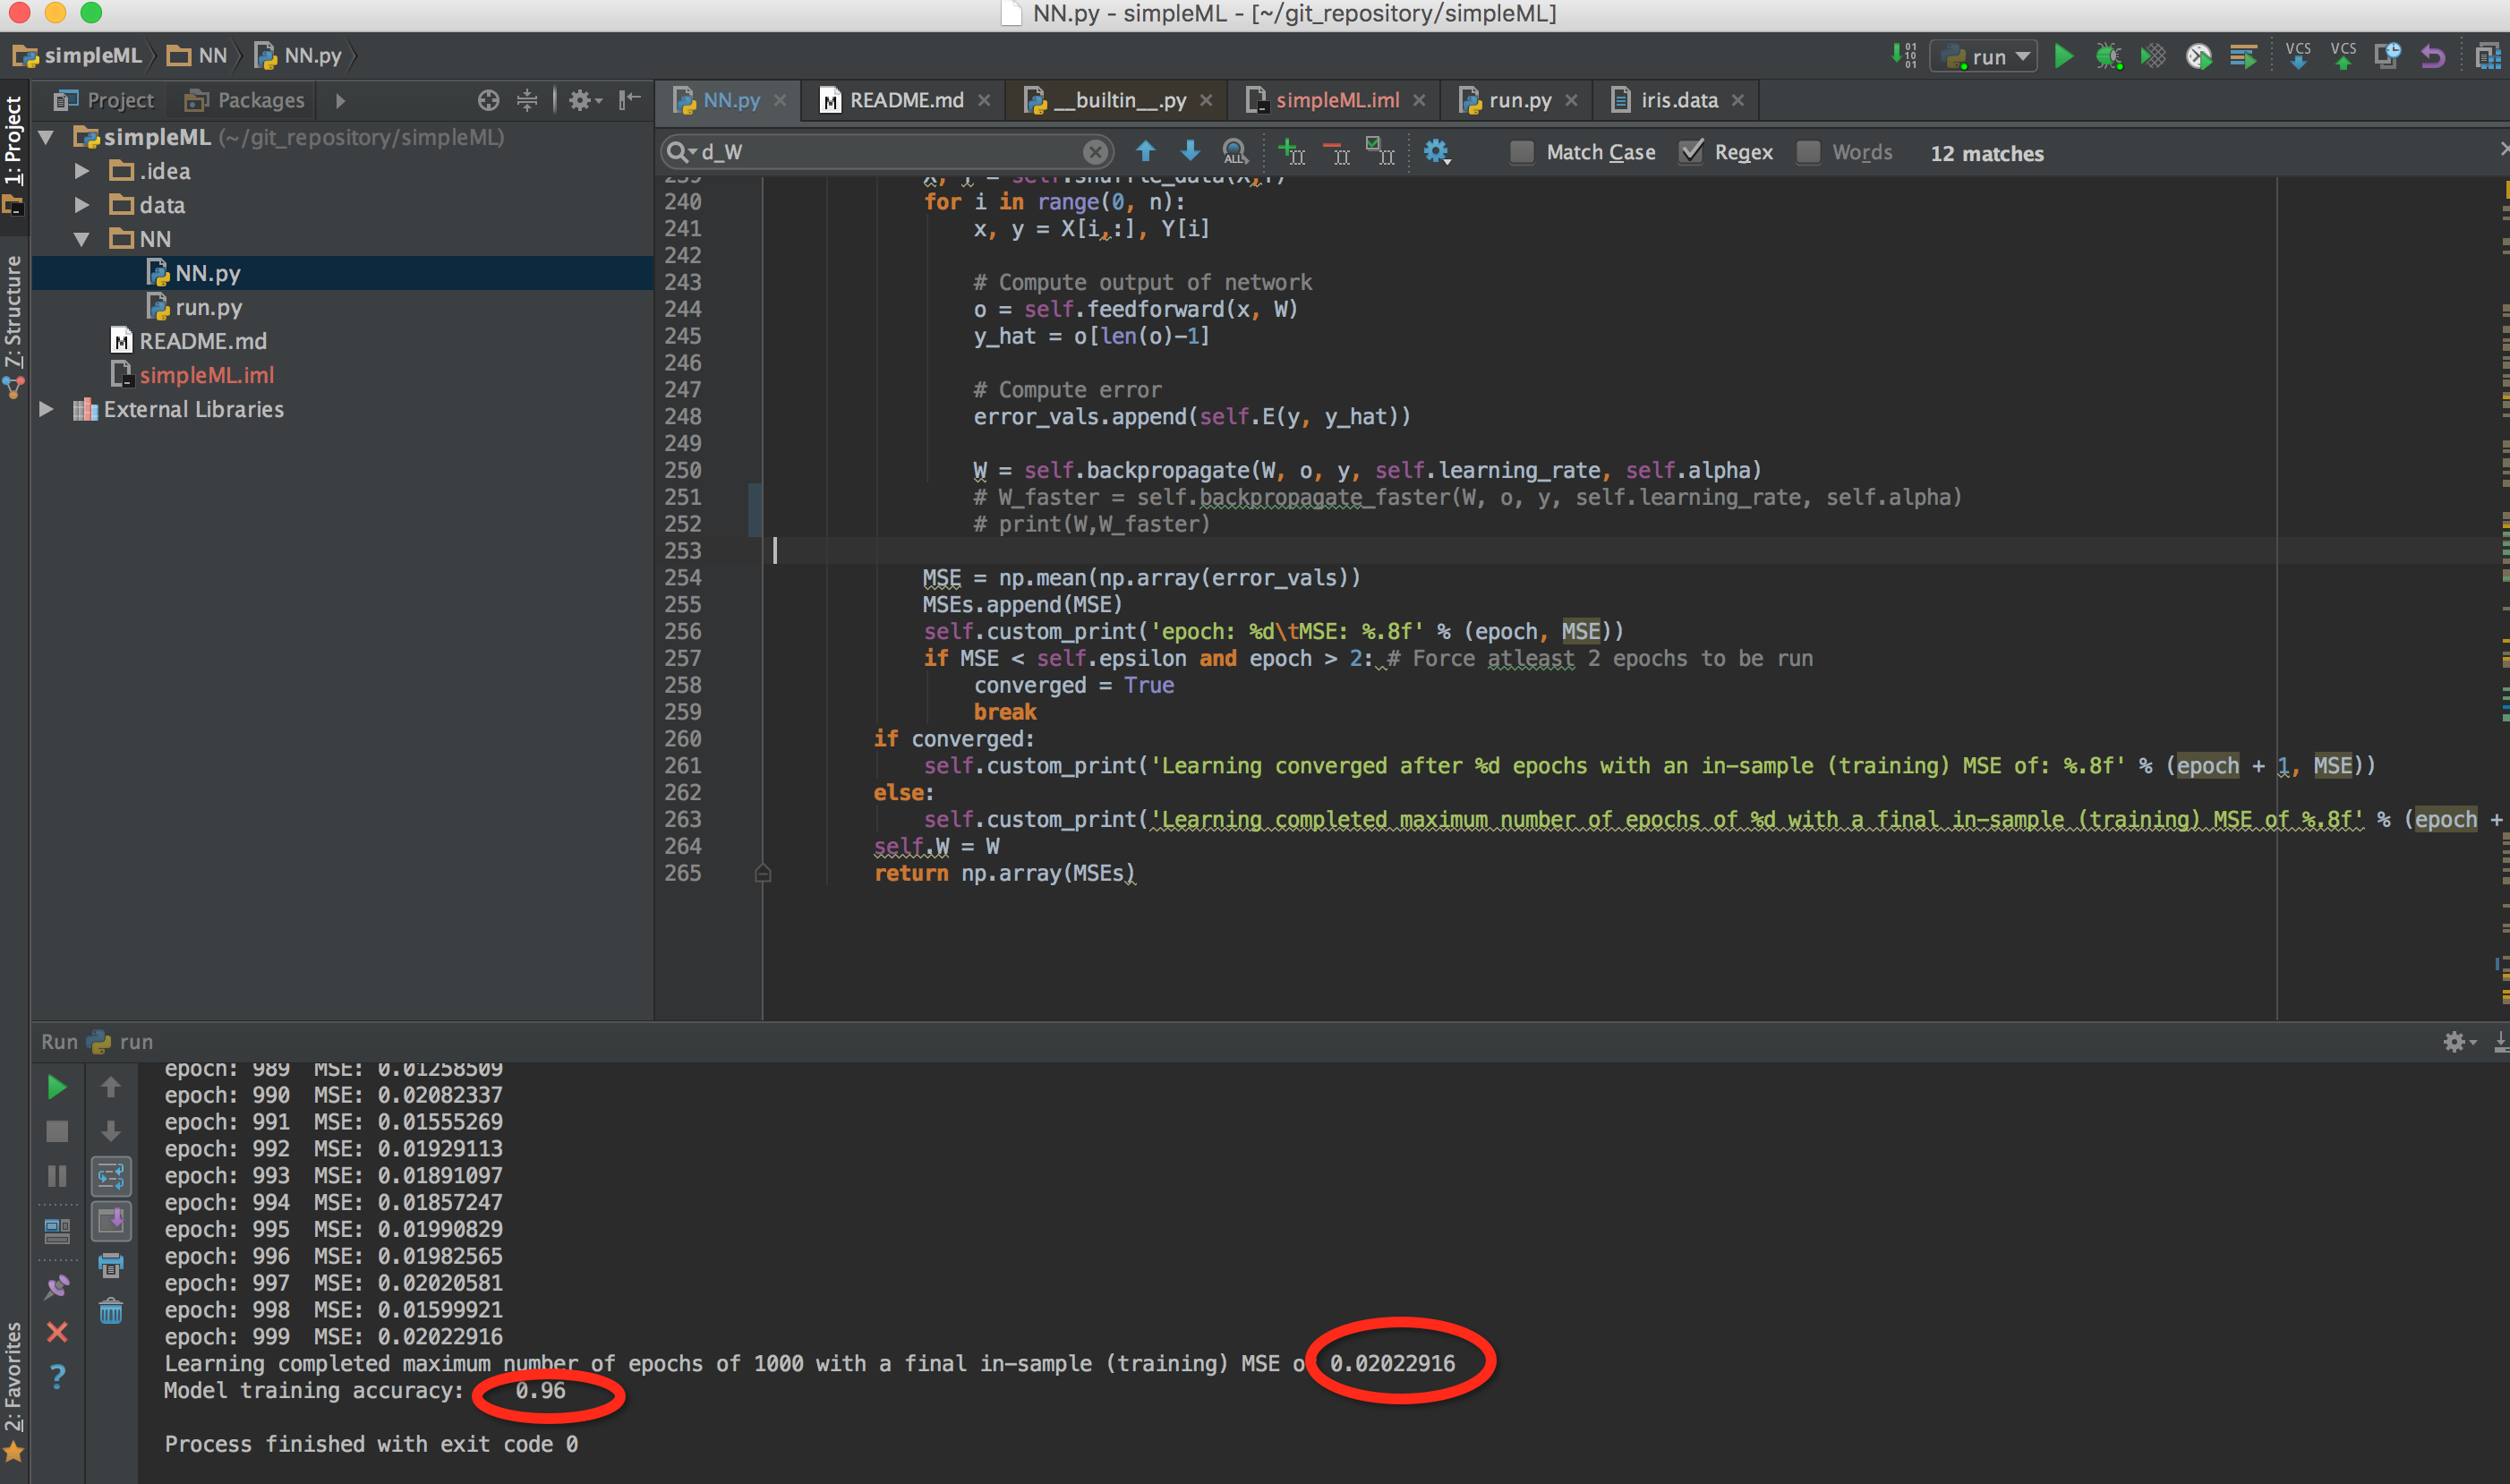 NN.py - simpleML - [~/git_repository/simpleML]
simpleML NN NN.py
run
VCS VCS
1: Project
Z: Structure
2: Favorites
Project Packages
simpleML (~/git_repository/simpleML)
.idea
data
NN
NN.py
run.py
README.md
simpleML.iml
External Libraries
NN.py README.md __builtin__.py simpleML.iml run.py iris.data
d_W
ALL
Match Case Regex Words 12 matches
239 X, Y = self.shuffle_data(X,Y)
240 for i in range(0, n):
241 x, y = X[i,:], Y[i]
242
243 # Compute output of network
244 o = self.feedforward(x, W)
245 y_hat = o[len(o)-1]
246
247 # Compute error
248 error_vals.append(self.E(y, y_hat))
249
250 W = self.backpropagate(W, o, y, self.learning_rate, self.alpha)
251 # W_faster = self.backpropagate_faster(W, o, y, self.learning_rate, self.alpha)
252 # print(W,W_faster)
253
254 MSE = np.mean(np.array(error_vals))
255 MSEs.append(MSE)
256 self.custom_print('epoch: %d\tMSE: %.8f' % (epoch, MSE))
257 if MSE < self.epsilon and epoch > 2: # Force atleast 2 epochs to be run
258 converged = True
259 break
260 if converged:
261 self.custom_print('Learning converged after %d epochs with an in-sample (training) MSE of: %.8f' % (epoch + 1, MSE))
262 else:
263 self.custom_print('Learning completed maximum number of epochs of %d with a final in-sample (training) MSE of %.8f' % (epoch +
264 self.W = W
265 return np.array(MSEs)
Run run
epoch: 989 MSE: 0.01258509
epoch: 990 MSE: 0.02082337
epoch: 991 MSE: 0.01555269
epoch: 992 MSE: 0.01929113
epoch: 993 MSE: 0.01891097
epoch: 994 MSE: 0.01857247
epoch: 995 MSE: 0.01990829
epoch: 996 MSE: 0.01982565
epoch: 997 MSE: 0.02020581
epoch: 998 MSE: 0.01599921
epoch: 999 MSE: 0.02022916
Learning completed maximum number of epochs of 1000 with a final in-sample (training) MSE o 0.02022916
Model training accuracy: 0.96
Process finished with exit code 0